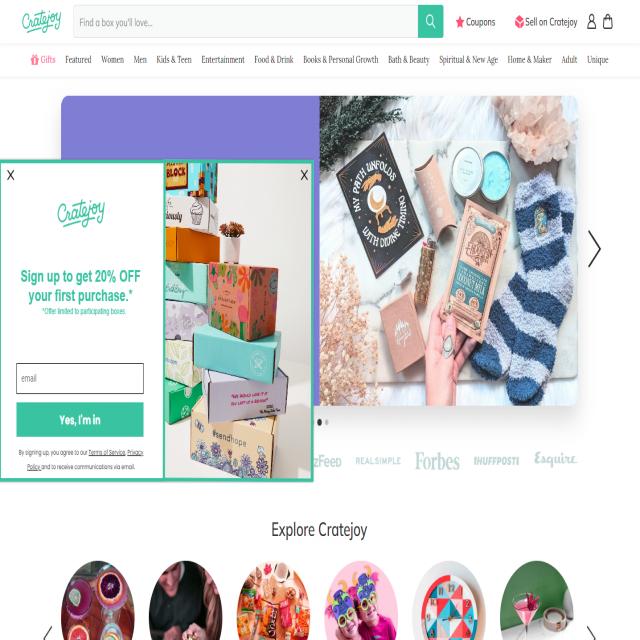 Cratejoy
Find a box you'll love...
Coupons
Sell on Cratejoy
Gifts Featured Women Men Kids & Teen Entertainment Food & Drink Books & Personal Growth Bath & Beauty Spiritual & New Age Home & Maker Adult Unique
MY PATH UNFOLDS
WITH DIVINE TIMING
X
X
Cratejoy
Sign up to get 20% OFF
your first purchase.*
*Offer limited to participating boxes.
email
Yes, I'm in
By signing up, you agree to our Terms of Service, Privacy
Policy and to receive communications via email.
BLOCK
#sendhope
zFeed
REALSIMPLE
Forbes
IHUFFPOSTI
Esquire
Explore Cratejoy